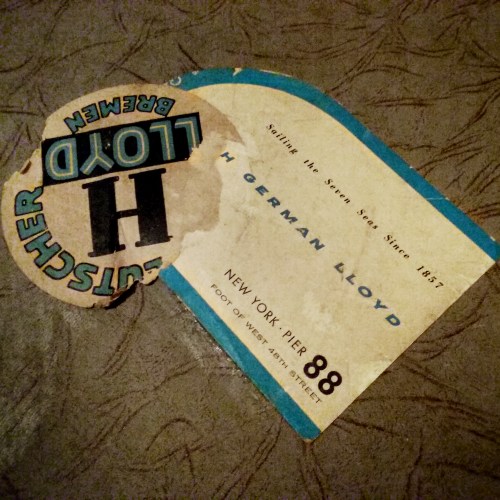 BREMEN
LLOYD
H
UTSCHER
Sailing the Seven Seas Since 1857
H GERMAN LLOYD
NEW YORK · PIER 88
FOOT OF WEST 48TH STREET